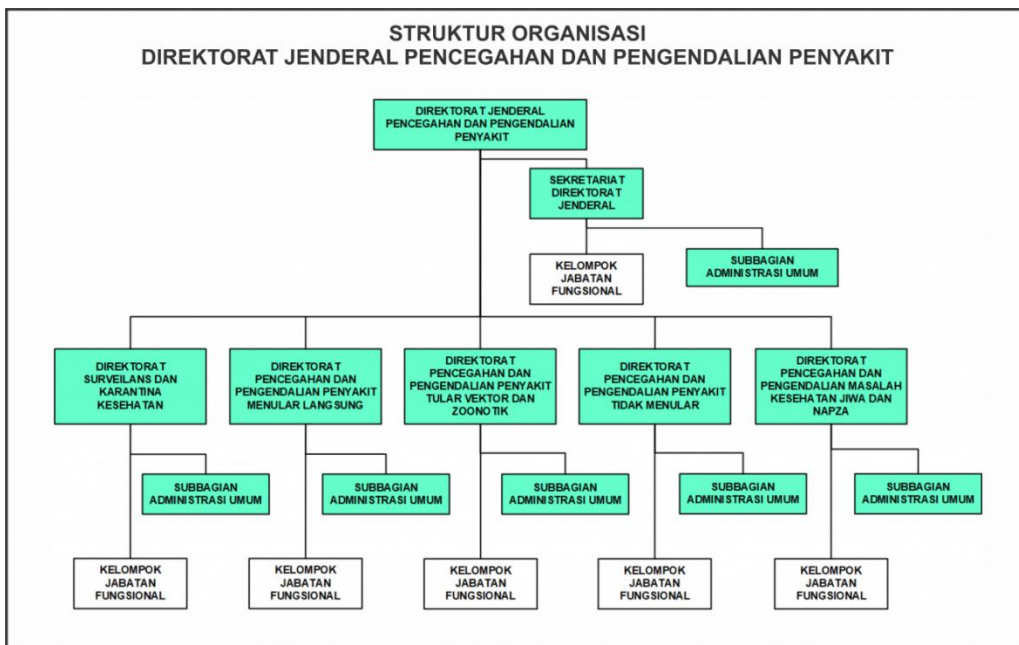 STRUKTUR ORGANISASI
DIREKTORAT JENDERAL PENCEGAHAN DAN PENGENDALIAN PENYAKIT
DIREKTORAT JENDERAL
PENCEGAHAN DAN PENGENDALIAN
PENYAKIT
SEKRETARIAT
DIREKTORAT
JENDERAL
KELOMPOK
JABATAN
FUNGSIONAL
SUBBAGIAN
ADMINISTRASI UMUM
DIREKTORAT
SURVEILANS DAN
KARANTINA
KESEHATAN
DIREKTORAT
PENCEGAHAN DAN
PENGENDALIAN PENYAKIT
MENULAR LANGSUNG
DIREKTORAT
PENCEGAHAN DAN
PENGENDALIAN PENYAKIT
TULAR VEKTOR DAN
ZOONOTIK
DIREKTORAT
PENCEGAHAN DAN
PENGENDALIAN PENYAKIT
TIDAK MENULAR
DIREKTORAT
PENCEGAHAN DAN
PENGENDALIAN MASALAH
KESEHATAN JIWA DAN
NAPZA
SUBBAGIAN
ADMINISTRASI UMUM
SUBBAGIAN
ADMINISTRASI UMUM
SUBBAGIAN
ADMINISTRASI UMUM
SUBBAGIAN
ADMINISTRASI UMUM
SUBBAGIAN
ADMINISTRASI UMUM
KELOMPOK
JABATAN
FUNGSIONAL
KELOMPOK
JABATAN
FUNGSIONAL
KELOMPOK
JABATAN
FUNGSIONAL
KELOMPOK
JABATAN
FUNGSIONAL
KELOMPOK
JABATAN
FUNGSIONAL